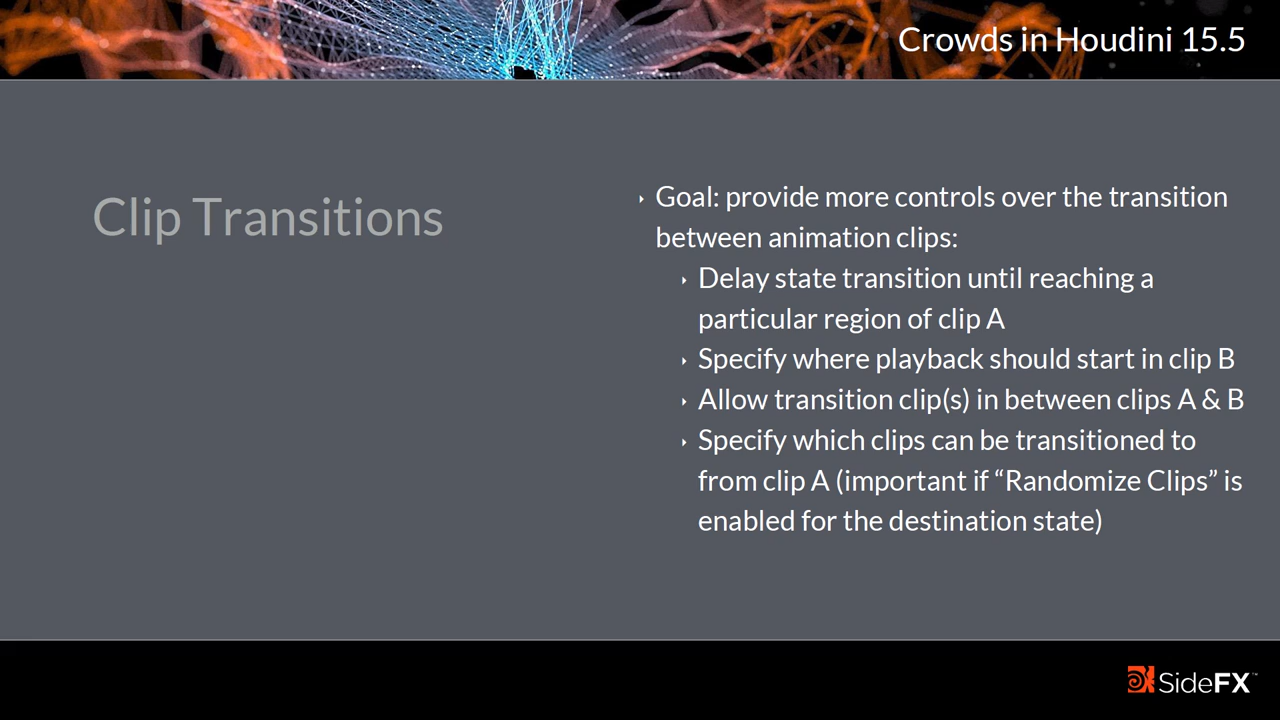 Crowds in Houdini 15.5
Clip Transitions
Goal: provide more controls over the transition
between animation clips:
Delay state transition until reaching a
particular region of clip A
Specify where playback should start in clip B
Allow transition clip(s) in between clips A & B
Specify which clips can be transitioned to
from clip A (important if “Randomize Clips” is
enabled for the destination state)
SideFX™